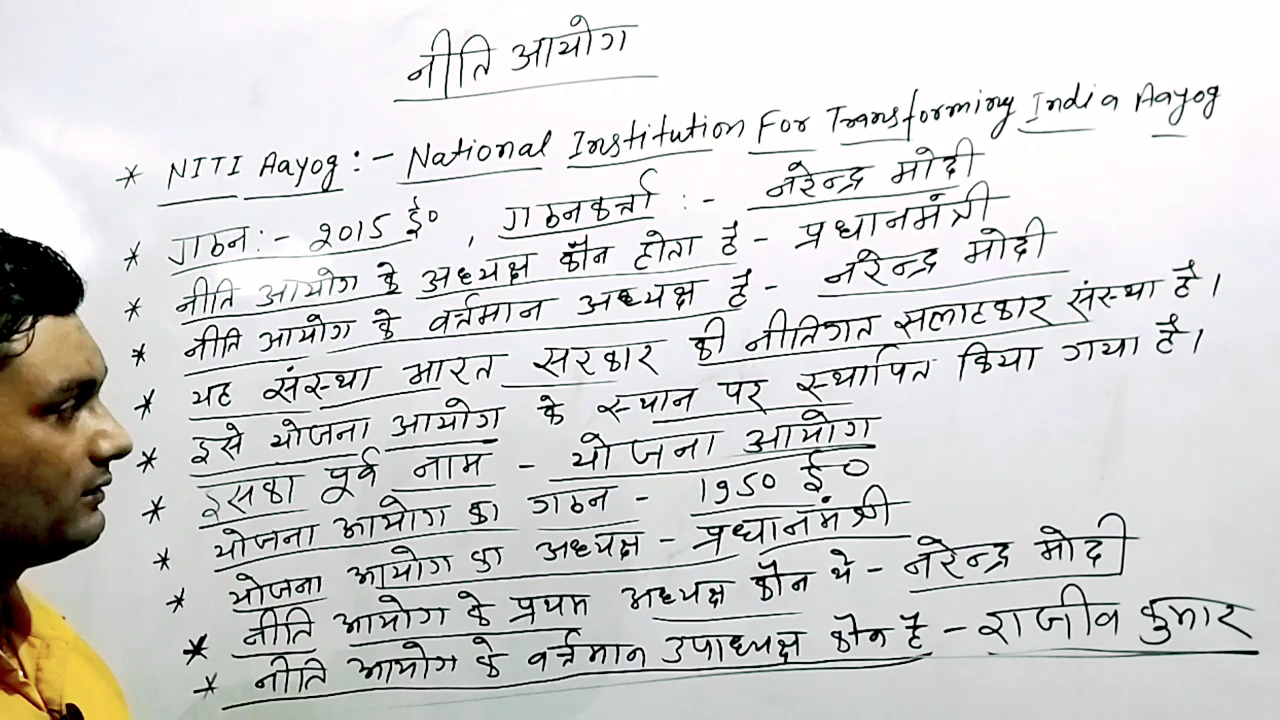 नीति आयोग
* NITI Aayog :- National Institution For Transforming India Aayog
* गठन :- 2015 ई० , गठनकर्त्ता :- नरेन्द्र मोदी
* नीति आयोग के अध्यक्ष कौन होता है - प्रधानमंत्री
* नीति आयोग के वर्त्तमान अध्यक्ष है - नरेन्द्र मोदी
* यह संस्था भारत सरकार की नीतिगत सलाहकार संस्था है।
* इसे योजना आयोग के स्थान पर स्थापित किया गया है।
* इसका पूर्व नाम - योजना आयोग
* योजना आयोग का गठन - 1950 ई०
* योजना आयोग का अध्यक्ष - प्रधानमंत्री
* नीति आयोग के प्रथम अध्यक्ष कौन थे - नरेन्द्र मोदी
* नीति आयोग के वर्त्तमान उपाध्यक्ष कौन है - राजीव कुमार